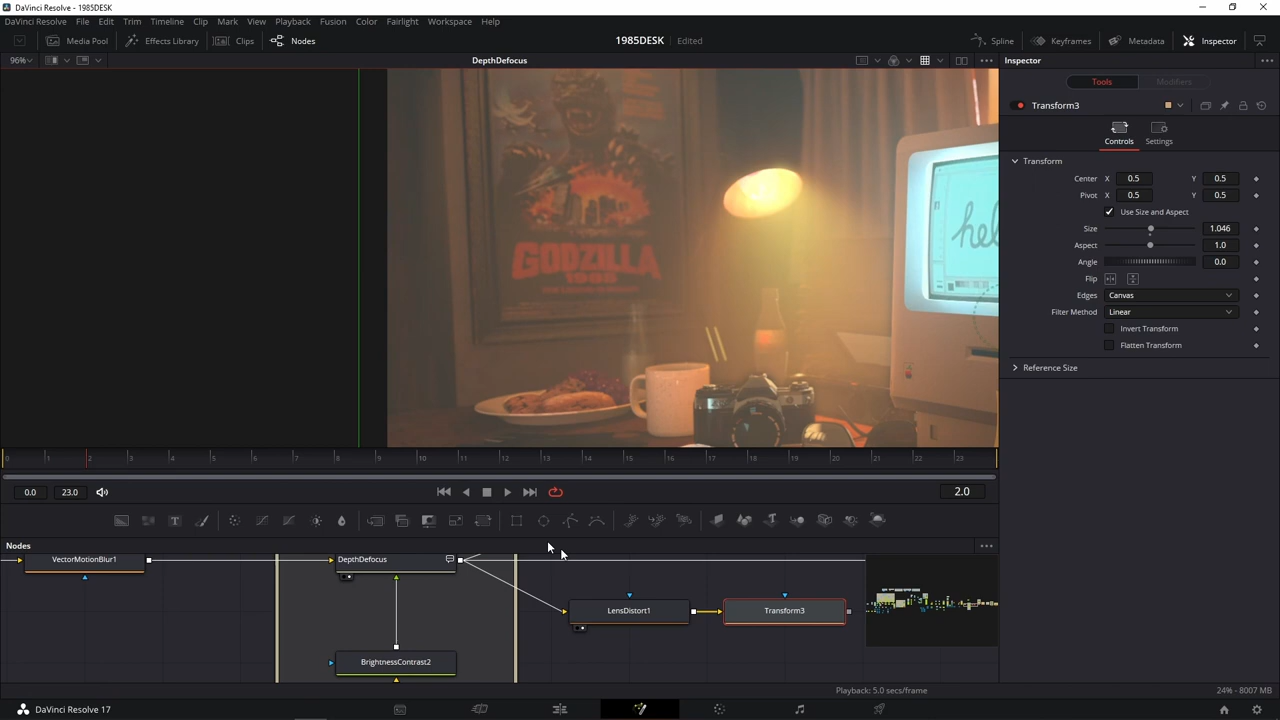 DaVinci Resolve - 1985DESK
DaVinci Resolve File Edit Trim Timeline Clip Mark View Playback Fusion Color Fairlight Workspace Help
Media Pool Effects Library Clips Nodes 1985DESK Edited Spline Keyframes Metadata Inspector
96% DepthDefocus Inspector
Tools Modifiers
Transform3
Controls Settings
Transform
Center X 0.5 Y 0.5
Pivot X 0.5 Y 0.5
Use Size and Aspect
Size 1.046
Aspect 1.0
Angle 0.0
Flip
Edges Canvas
Filter Method Linear
Invert Transform
Flatten Transform
Reference Size
GODZILLA
1985
hello
0 1 2 3 4 5 6 7 8 9 10 11 12 13 14 15 16 17 18 19 20 21 22 23
0.0 23.0 2.0
T
Nodes
VectorMotionBlur1 DepthDefocus
LensDistort1 Transform3
BrightnessContrast2
Playback: 5.0 secs/frame 24% - 8007 MB
DaVinci Resolve 17